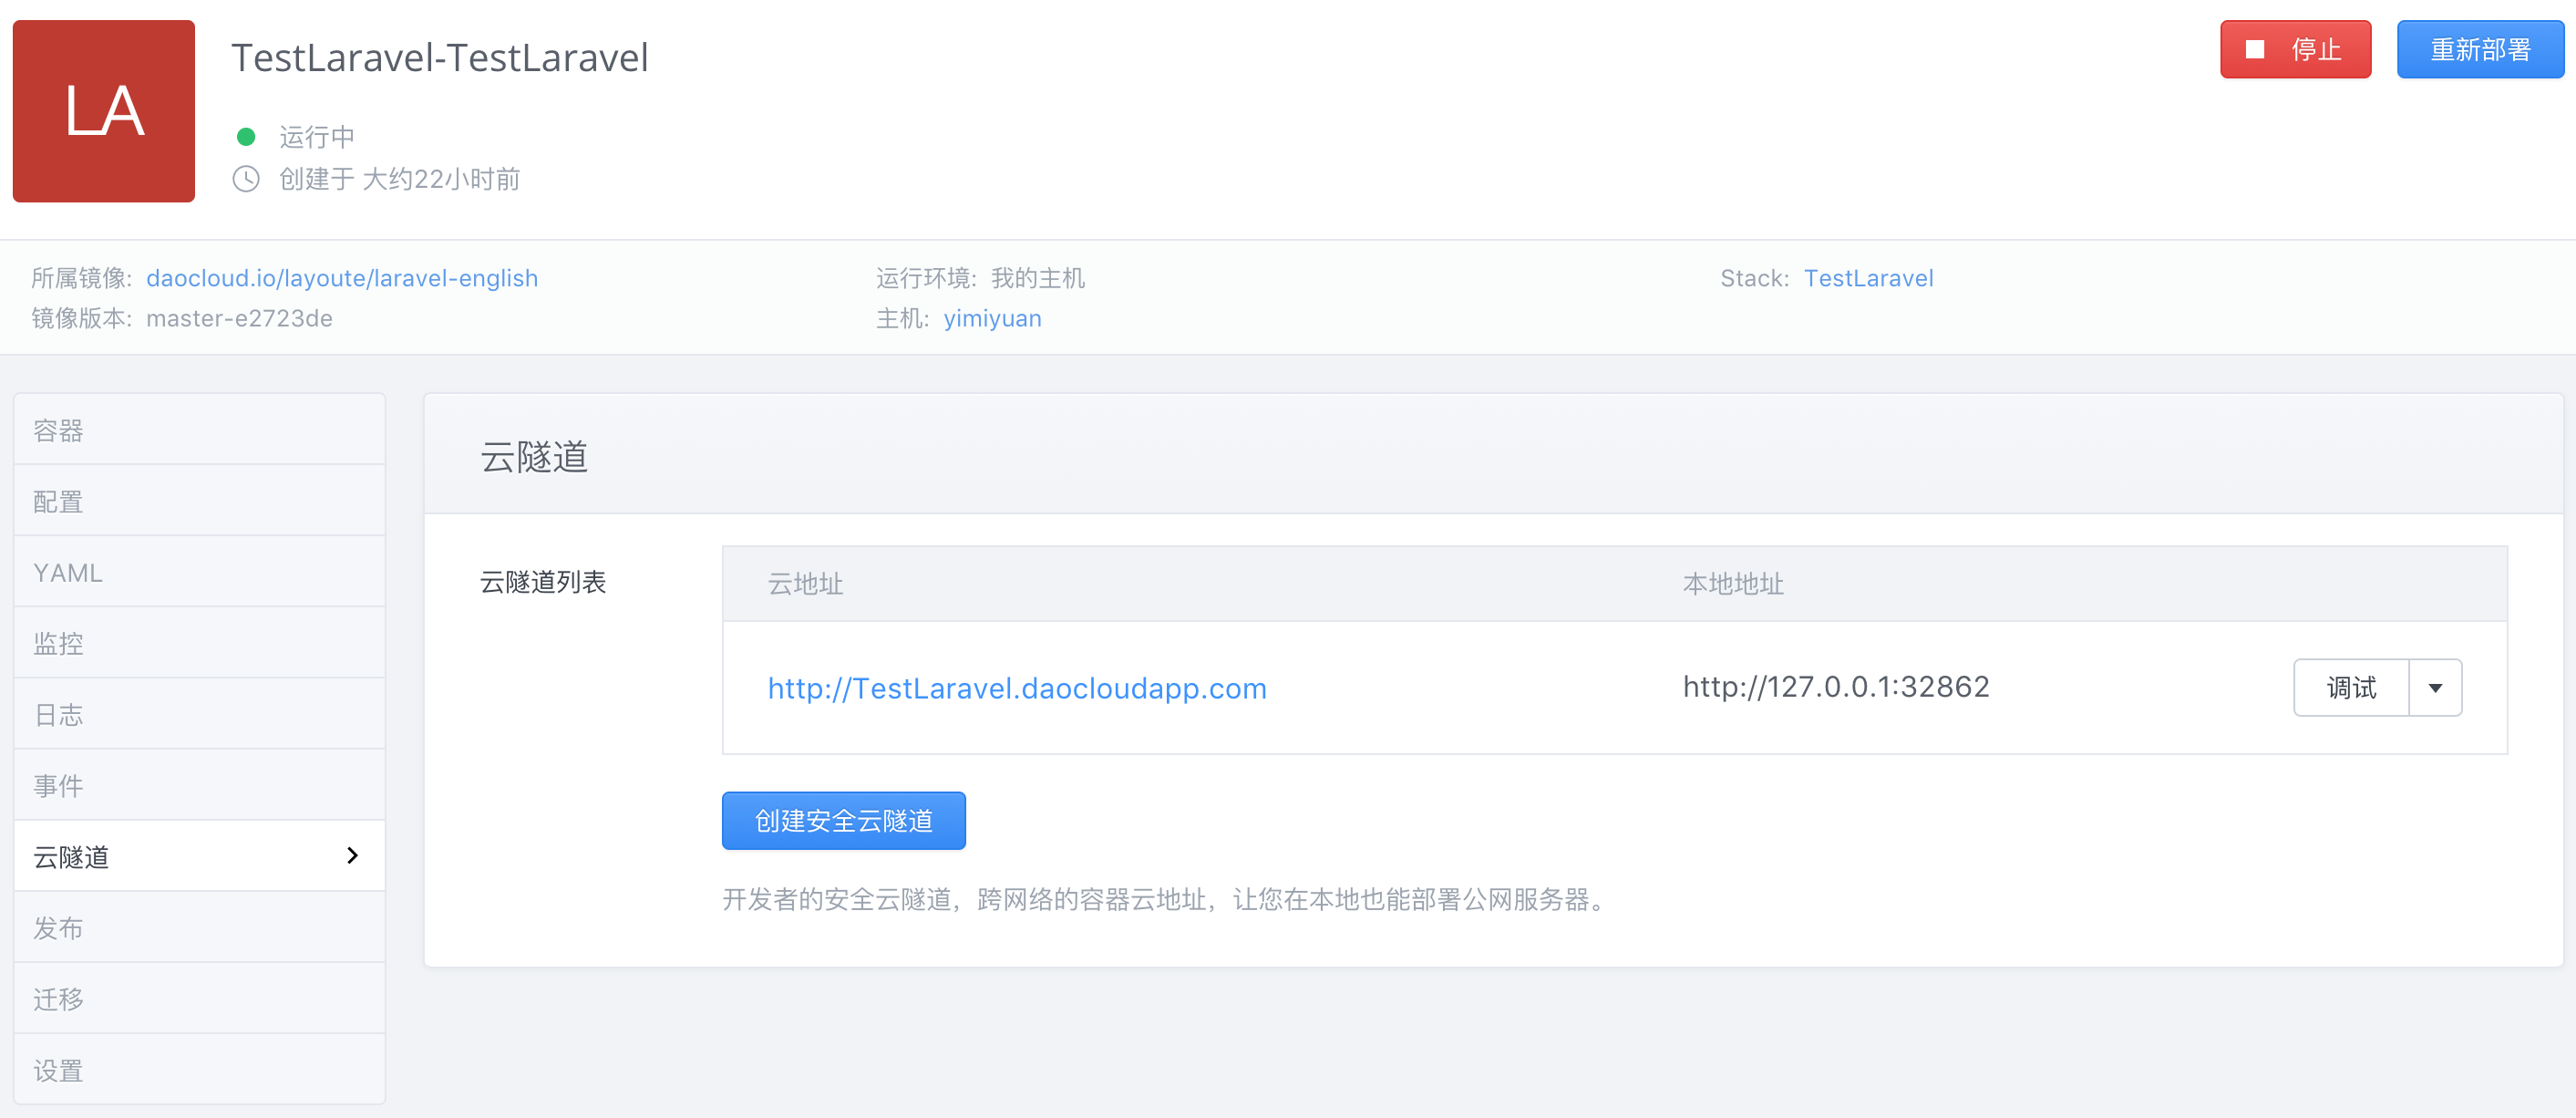 LA
TestLaravel-TestLaravel
运行中
创建于 大约22小时前
停止
重新部署
所属镜像: daocloud.io/layoute/laravel-english
镜像版本: master-e2723de
运行环境: 我的主机
主机: yimiyuan
Stack: TestLaravel
容器
配置
YAML
监控
日志
事件
云隧道
发布
迁移
设置
云隧道
云隧道列表
云地址 本地地址
http://TestLaravel.daocloudapp.com http://127.0.0.1:32862 调试
创建安全云隧道
开发者的安全云隧道，跨网络的容器云地址，让您在本地也能部署公网服务器。